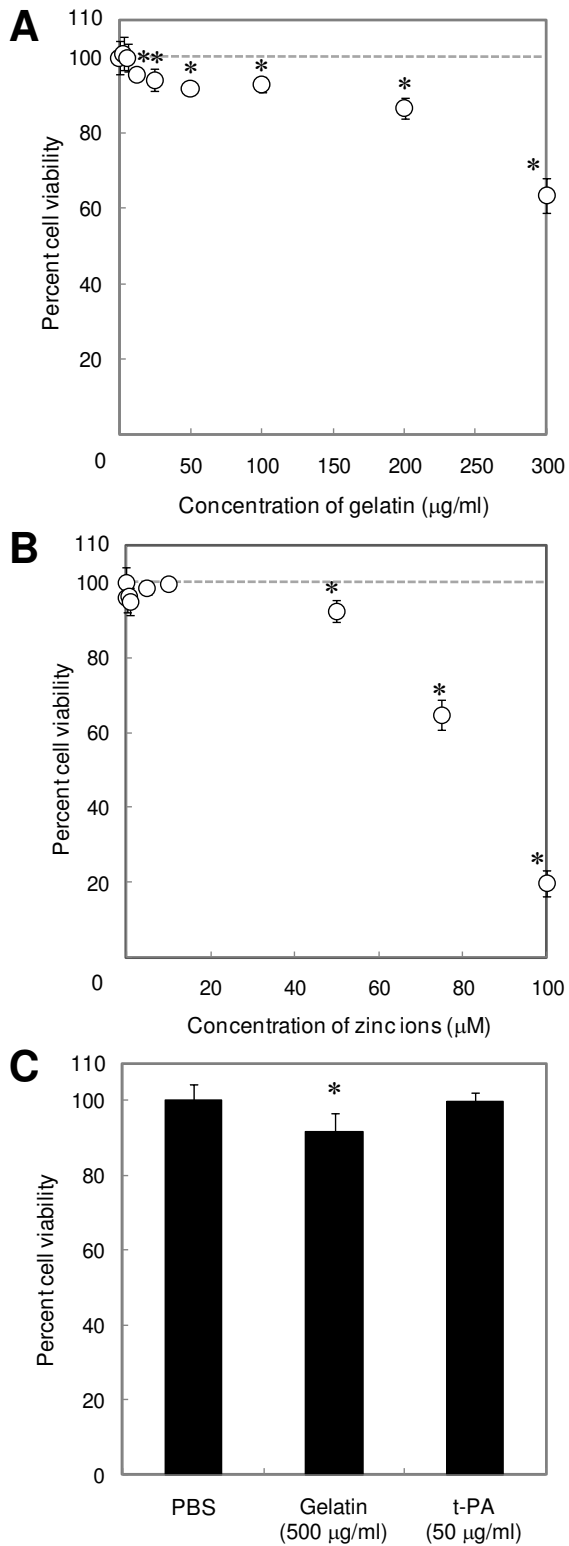 A
Percent cell viability
110
100
80
60
40
20
0
* *
*
*
*
*
50 100 150 200 250 300
Concentration of gelatin (μg/ml)
B
Percent cell viability
110
100
80
60
40
20
0
*
*
*
20 40 60 80 100
Concentration of zinc ions (μM)
C
Percent cell viability
110
100
80
60
40
20
0
*
PBS Gelatin t-PA
(500 μg/ml) (50 μg/ml)